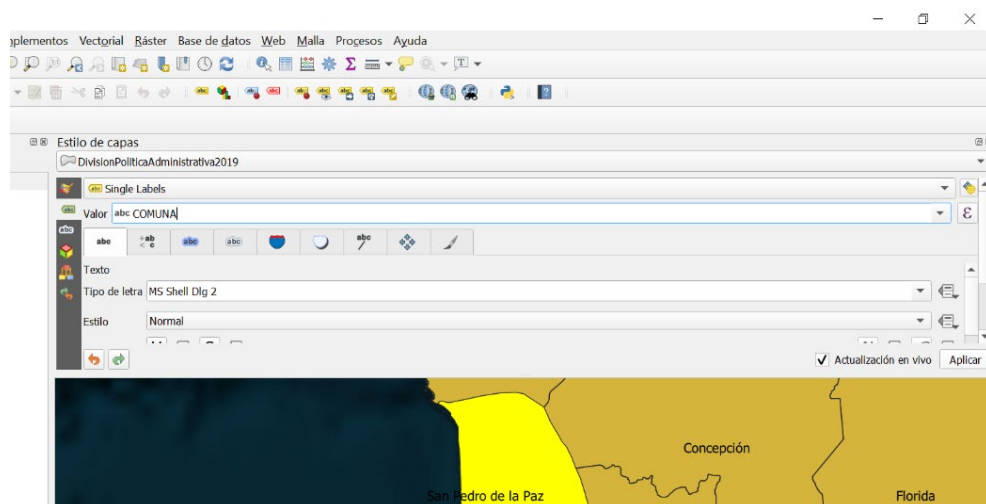 plementos Vectorial Ráster Base de datos Web Malla Procesos Ayuda
Estilo de capas
DivisionPoliticaAdministrativa2019
Single Labels
Valor abc COMUNA
abc +ab < c abc abc abc
Texto
Tipo de letra MS Shell Dlg 2
Estilo Normal
Actualización en vivo Aplicar
Concepción
San Pedro de la Paz Florida